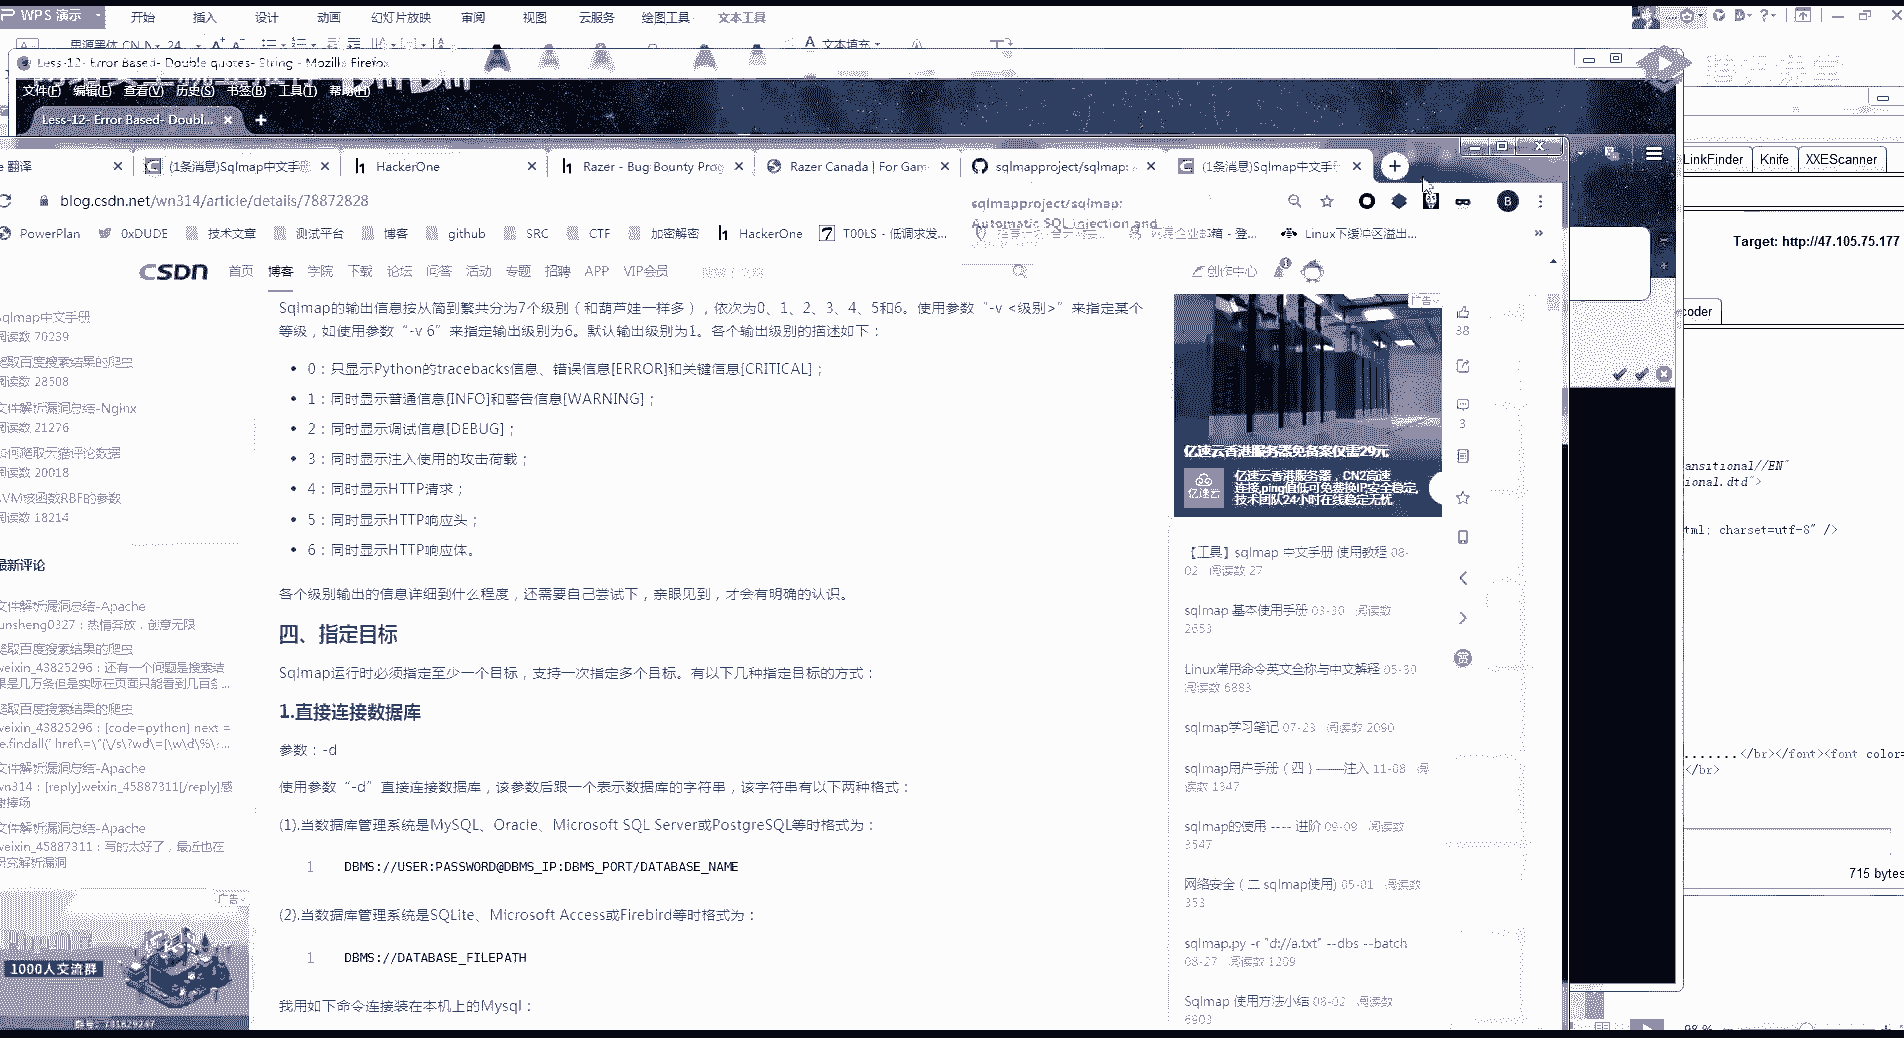 WPS 演示
开始
插入
设计
动画
幻灯片放映
审阅
视图
云服务
绘图工具
文本工具
思源黑体 CN N
24
文本填充
Less-12- Error Based- Double quotes- String - Mozilla Firefox
文件(F) 编辑(E) 查看(V) 历史(S) 书签(B) 工具(T) 帮助(H)
Less-12- Error Based- Doubl...
翻译
(1条消息)Sqlmap中文手册
HackerOne
Razer - Bug Bounty Prog
Razer Canada | For Gam
sqlmapproject/sqlmap:
(1条消息)Sqlmap中文手册
LinkFinder
Knife
XXEScanner
blog.csdn.net/wn314/article/details/78872828
sqlmapproject/sqlmap:
Automatic SQL injection and
B
PowerPlan
0xDUDE
技术文章
测试平台
博客
github
SRC
CTF
加密解密
HackerOne
T00LS - 低调求发...
Linux下缓冲区溢出...
»
Target: http://47.105.75.177
CSDN
首页
博客
学院
下载
论坛
问答
活动
专题
招聘
APP
VIP会员
创作中心
Sqlmap的输出信息按从简到繁共分为7个级别（和葫芦娃一样多），依次为0、1、2、3、4、5和6。使用参数“-v <级别>”来指定某个
等级，如使用参数“-v 6”来指定输出级别为6。默认输出级别为1。各个输出级别的描述如下：
• 0：只显示Python的tracebacks信息、错误信息[ERROR]和关键信息[CRITICAL]；
• 1：同时显示普通信息[INFO]和警告信息[WARNING]；
• 2：同时显示调试信息[DEBUG]；
• 3：同时显示注入使用的攻击荷载；
• 4：同时显示HTTP请求；
• 5：同时显示HTTP响应头；
• 6：同时显示HTTP响应体。
各个级别输出的信息详细到什么程度，还需要自己尝试下，亲眼见到，才会有明确的认识。
四、指定目标
Sqlmap运行时必须指定至少一个目标，支持一次指定多个目标。有以下几种指定目标的方式：
1.直接连接数据库
参数：-d
使用参数“-d”直接连接数据库，该参数后跟一个表示数据库的字符串，该字符串有以下两种格式：
(1).当数据库管理系统是MySQL、Oracle、Microsoft SQL Server或PostgreSQL等时格式为：
1 DBMS://USER:PASSWORD@DBMS_IP:DBMS_PORT/DATABASE_NAME
(2).当数据库管理系统是SQLite、Microsoft Access或Firebird等时格式为：
1 DBMS://DATABASE_FILEPATH
我用如下命令连接装在本机上的Mysql：
qlmap中文手册
阅读数 70239
取百度搜索结果的爬虫
阅读数 28508
文件解析漏洞总结-Nginx
阅读数 21276
何爬取天猫评论数据
阅读数 20018
VM核函数RBF的参数
阅读数 18214
最新评论
文件解析漏洞总结-Apache
unsheng0327：热情奔放，创意无限
取百度搜索结果的爬虫
weixin_43825296：还有一个问题是搜索结
果是几万条但是实际在页面只能看到几百条...
取百度搜索结果的爬虫
weixin_43825296：[code=python] next =
文件解析漏洞总结-Apache
wn314：[reply]weixin_45887311[/reply]感
谢捧场
文件解析漏洞总结-Apache
weixin_45887311：写的太好了，最近也在
研究解析漏洞
广告
1000人交流群
广告
亿速云香港服务器免备案仅需29元
亿速云
亿速云香港服务器，CN2高速
连接,ping值低可免费换IP安全稳定,
技术团队24小时在线稳定无忧
38
3
赏
【工具】sqlmap 中文手册 使用教程 08-
02 阅读数 27
sqlmap 基本使用手册 03-30 阅读数
2653
Linux常用命令英文全称与中文解释 05-30
阅读数 6883
sqlmap学习笔记 07-23 阅读数 2090
sqlmap用户手册（四）——注入 11-08 阅
读数 1347
sqlmap的使用 ---- 进阶 09-09 阅读数
3547
网络安全（二 sqlmap使用) 05-01 阅读数
353
sqlmap.py -r "d://a.txt" --dbs --batch
08-27 阅读数 1209
Sqlmap 使用方法小结 08-02 阅读数
6903
coder
ansitional//EN"
ional.dtd">
tml; charset=utf-8" />
.......</br></font><font color=
</br>
715 bytes
98 %